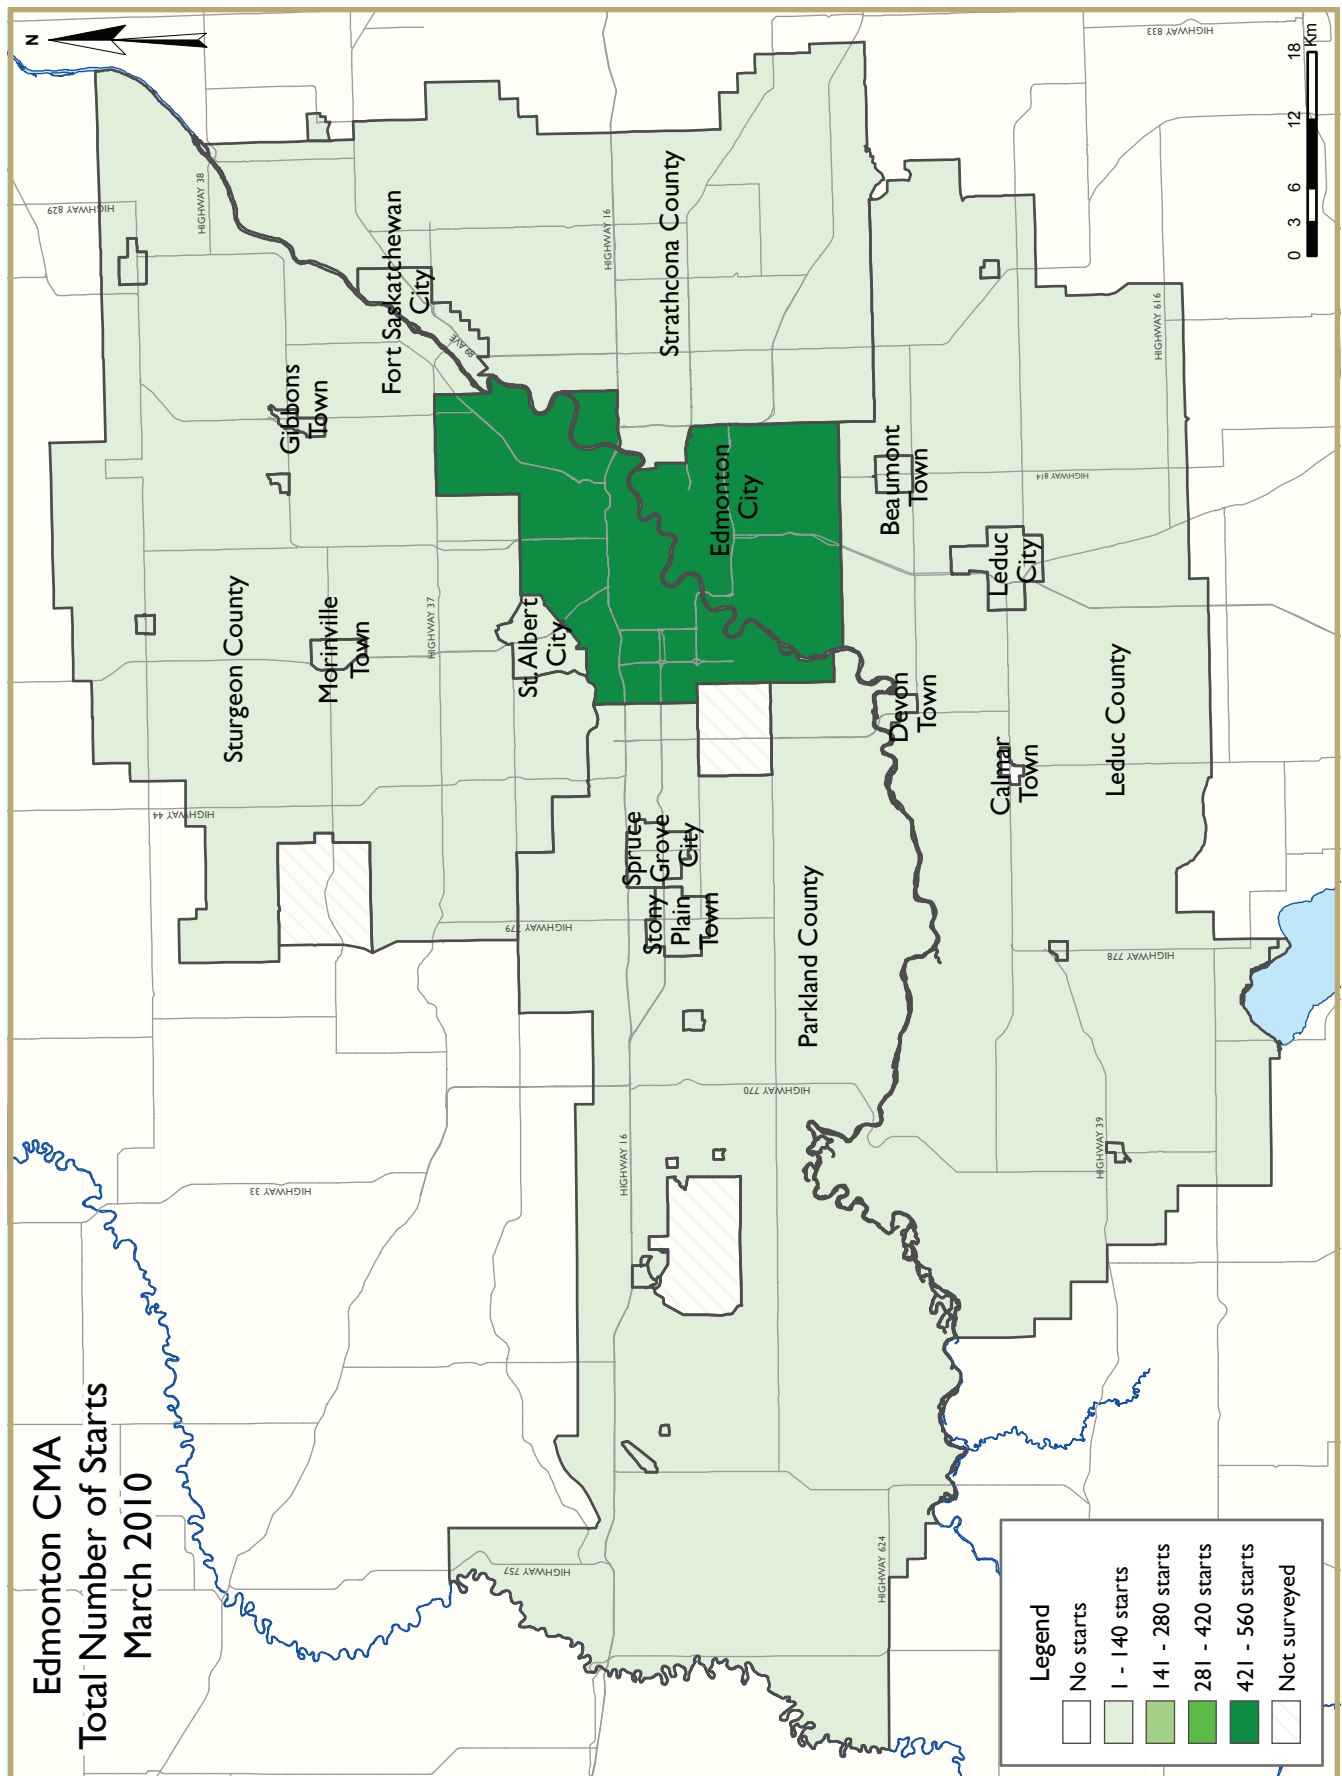 Edmonton CMA
Total Number of Starts
March 2010
N
HIGHWAY 829
HIGHWAY 38
HIGHWAY 833
HIGHWAY 44
Sturgeon County
Gibbons
Town
Morinville
Town
Fort Saskatchewan
City
89 AVE
HIGHWAY 37
HIGHWAY 33
HIGHWAY 779
HIGHWAY 757
St. Albert
City
HIGHWAY 16
HIGHWAY 16
Strathcona County
Spruce
Grove
City
Stony
Plain
Town
Edmonton
City
HIGHWAY 770
Parkland County
HIGHWAY 624
Beaumont
Town
Devon
Town
Leduc
City
Calmar
Town
HIGHWAY 814
HIGHWAY 616
Leduc County
HIGHWAY 778
HIGHWAY 39
Legend
No starts
1 - 140 starts
141 - 280 starts
281 - 420 starts
421 - 560 starts
Not surveyed
0 3 6 12 18
Km